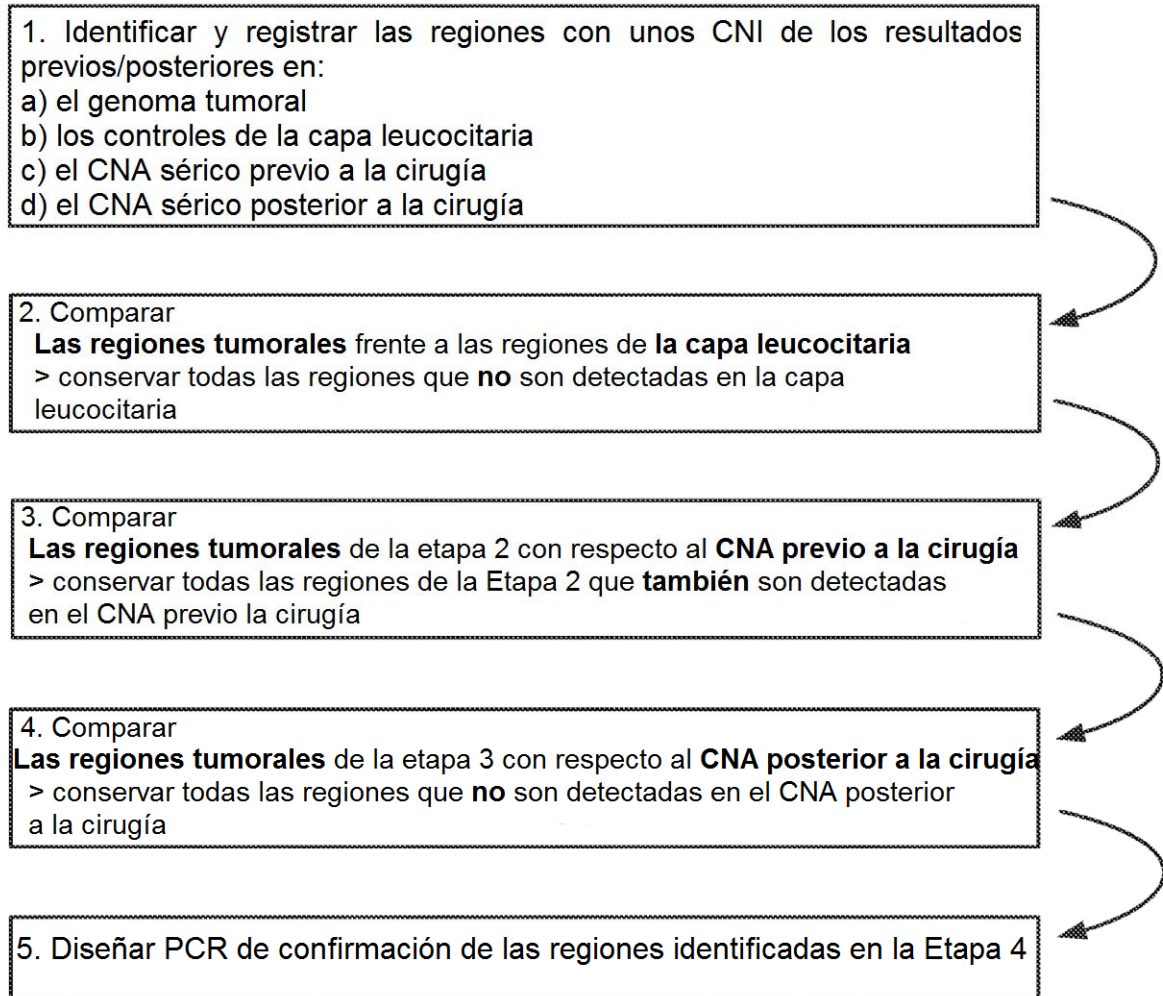 1. Identificar y registrar las regiones con unos CNI de los resultados
previos/posteriores en:
a) el genoma tumoral
b) los controles de la capa leucocitaria
c) el CNA sérico previo a la cirugía
d) el CNA sérico posterior a la cirugía
2. Comparar
Las regiones tumorales frente a las regiones de la capa leucocitaria
> conservar todas las regiones que no son detectadas en la capa
leucocitaria
3. Comparar
Las regiones tumorales de la etapa 2 con respecto al CNA previo a la cirugía
> conservar todas las regiones de la Etapa 2 que también son detectadas
en el CNA previo la cirugía
4. Comparar
Las regiones tumorales de la etapa 3 con respecto al CNA posterior a la cirugía
> conservar todas las regiones que no son detectadas en el CNA posterior
a la cirugía
5. Diseñar PCR de confirmación de las regiones identificadas en la Etapa 4